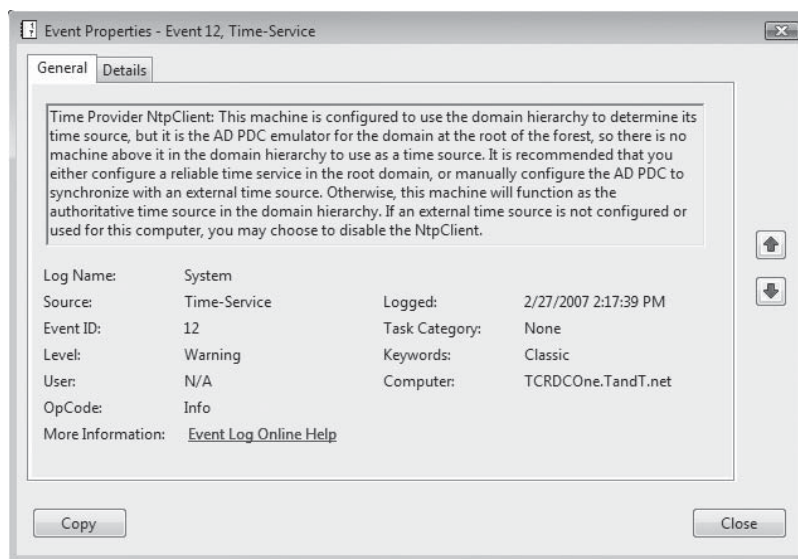 Event Properties - Event 12, Time-Service
General
Details
Time Provider NtpClient: This machine is configured to use the domain hierarchy to determine its
time source, but it is the AD PDC emulator for the domain at the root of the forest, so there is no
machine above it in the domain hierarchy to use as a time source. It is recommended that you
either configure a reliable time service in the root domain, or manually configure the AD PDC to
synchronize with an external time source. Otherwise, this machine will function as the
authoritative time source in the domain hierarchy. If an external time source is not configured or
used for this computer, you may choose to disable the NtpClient.
Log Name: System
Source: Time-Service Logged: 2/27/2007 2:17:39 PM
Event ID: 12 Task Category: None
Level: Warning Keywords: Classic
User: N/A Computer: TCRDCOne.TandT.net
OpCode: Info
More Information: Event Log Online Help
Copy Close